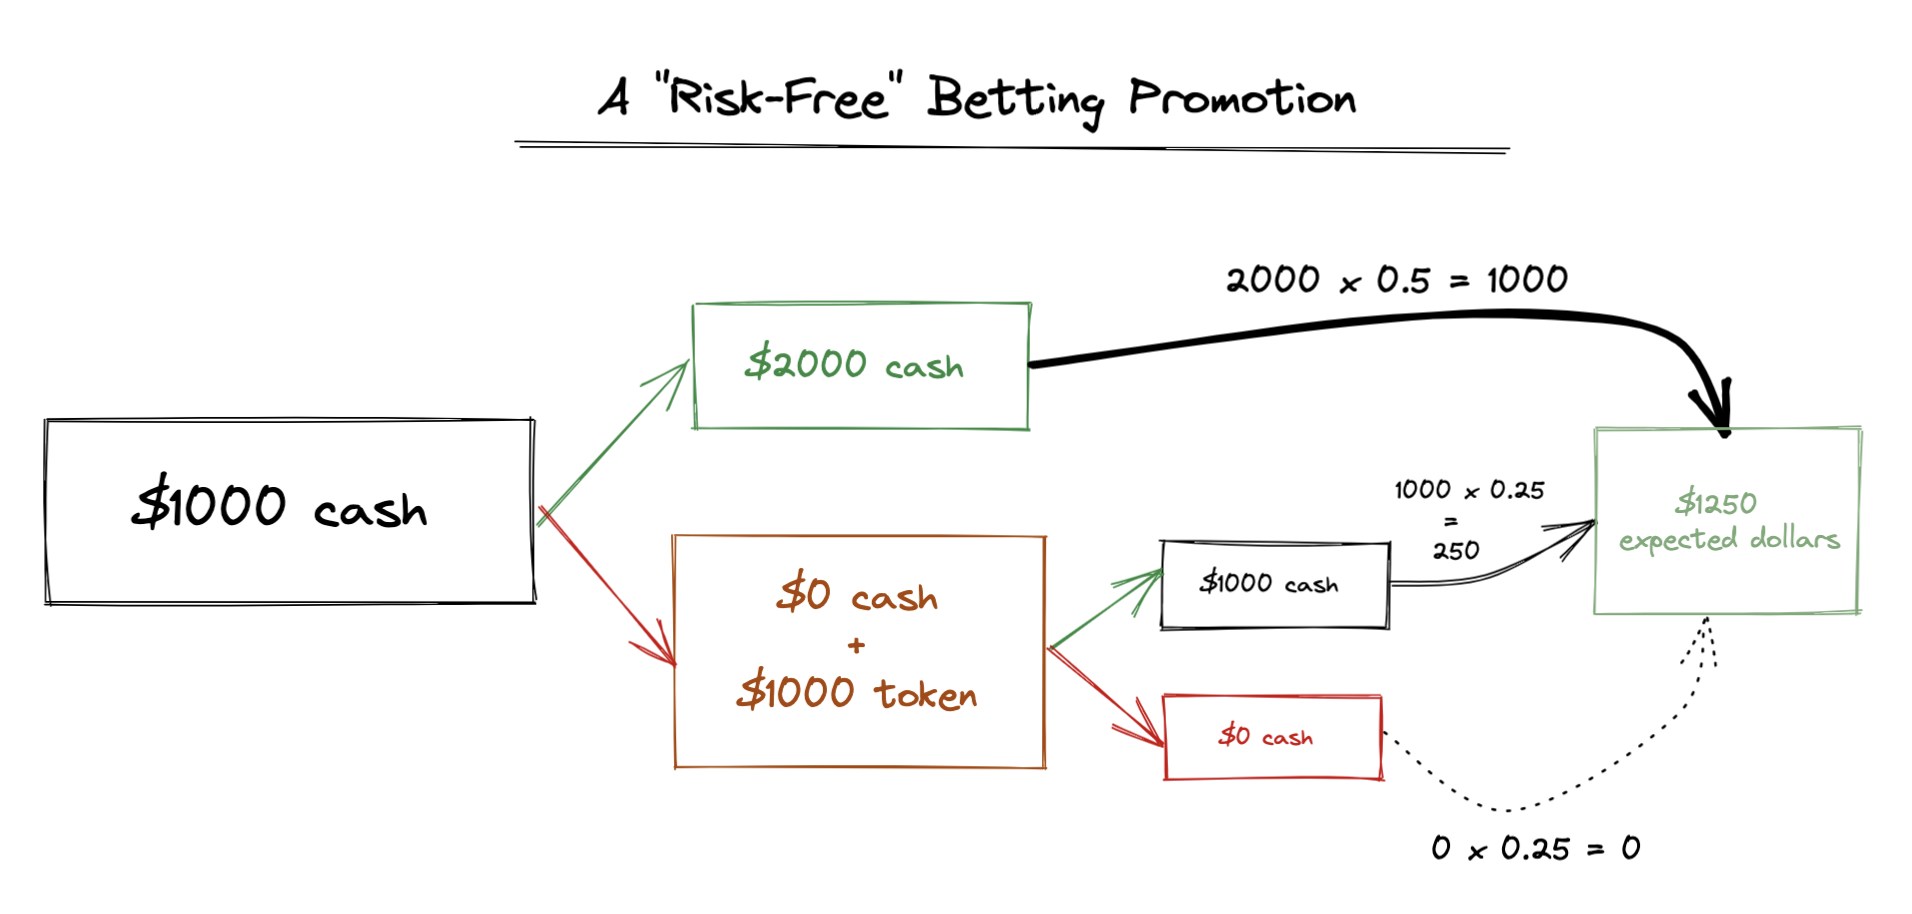 A "Risk-Free" Betting Promotion
2000 x 0.5 = 1000
$2000 cash
$1000 cash
$0 cash
+
$1000 token
$1000 cash
1000 x 0.25
=
250
$1250
expected dollars
$0 cash
0 x 0.25 = 0